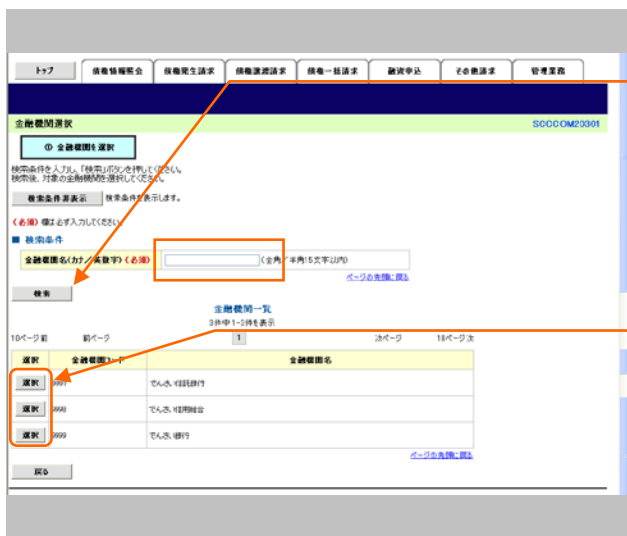 トップ 債権情報照会 債権発生請求 債権譲渡請求 債権一括請求 融資申込 その他請求 管理業務
金融機関選択 SCCCOM20301
① 金融機関を選択
検索条件を入力し、「検索」ボタンを押してください。
検索後、対象の金融機関を選択してください。
検索条件非表示 検索条件を表示します。
(必須)欄は必ず入力してください。
■ 検索条件
金融機関名(カナ/英数字)(必須) (全角/半角15文字以内)
ページの先頭に戻る
検索
金融機関一覧
3件中1-3件を表示
10ページ前 前ページ 1 次ページ 10ページ次
選択 金融機関コード 金融機関名
選択 9997 でんさい信託銀行
選択 9998 でんさい信用組合
選択 9999 でんさい銀行
ページの先頭に戻る
戻る